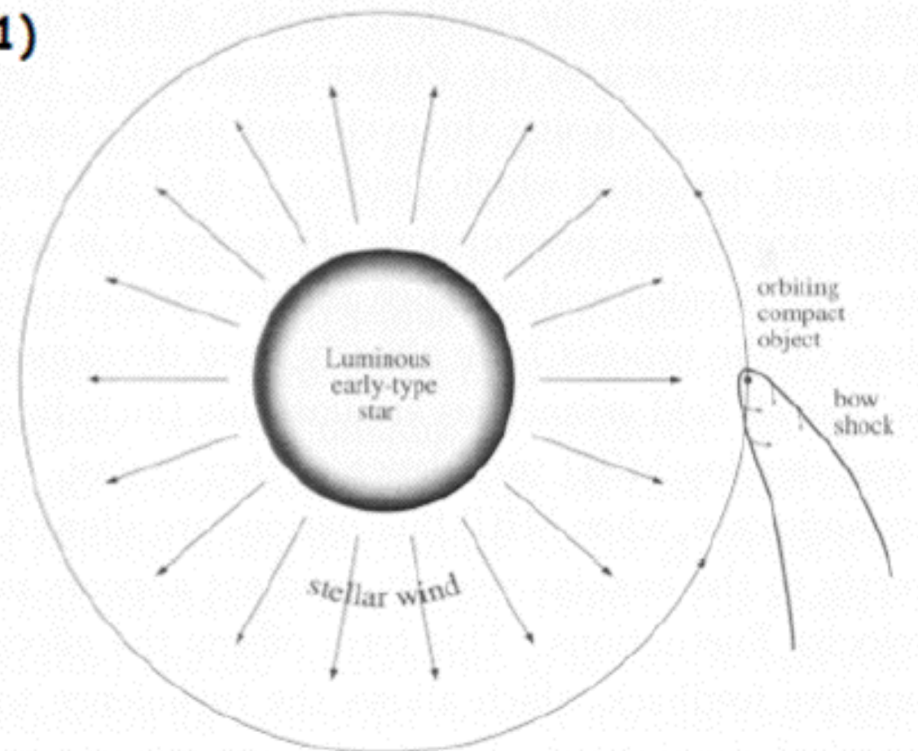 1)
Luminous
early-type
star
orbiting
compact
object
bow
shock
stellar wind